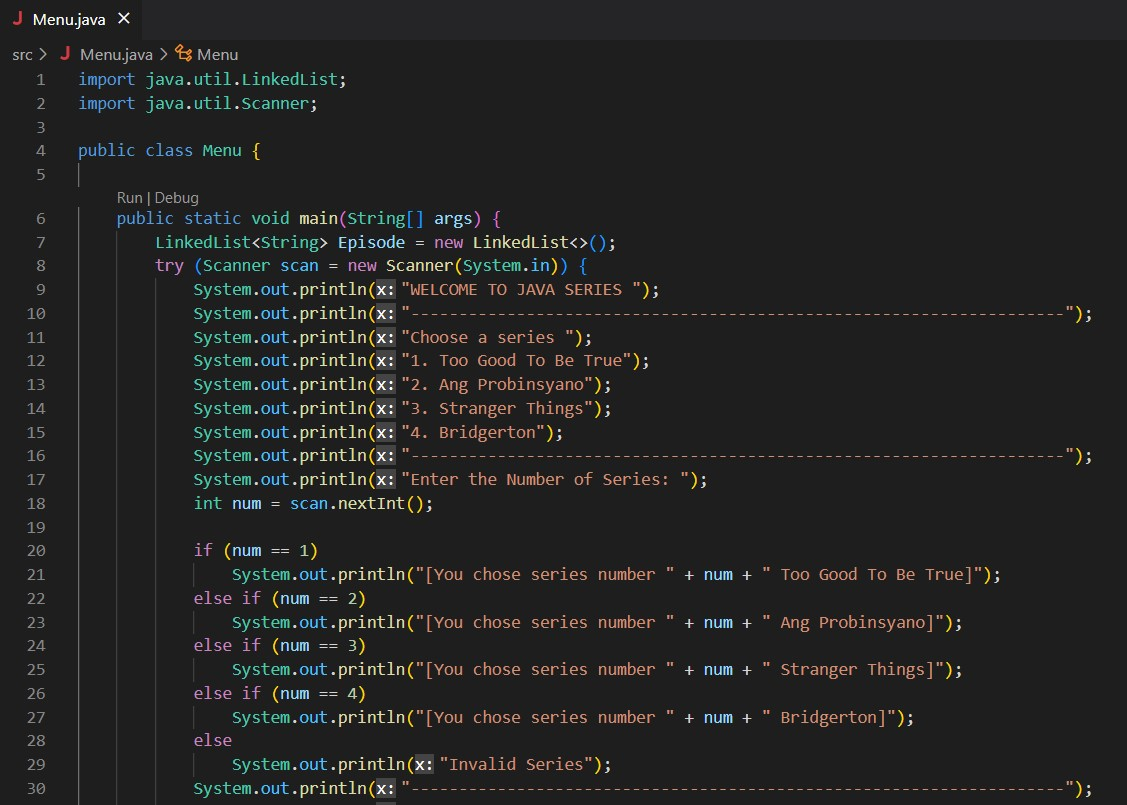 J Menu.java ×
src > J Menu.java > Menu
1 import java.util.LinkedList;
2 import java.util.Scanner;
3
4 public class Menu {
5
Run | Debug
6 public static void main(String[] args) {
7 LinkedList<String> Episode = new LinkedList<>();
8 try (Scanner scan = new Scanner(System.in)) {
9 System.out.println(x: "WELCOME TO JAVA SERIES ");
10 System.out.println(x: "--------------------------------------------------------------------");
11 System.out.println(x: "Choose a series ");
12 System.out.println(x: "1. Too Good To Be True");
13 System.out.println(x: "2. Ang Probinsyano");
14 System.out.println(x: "3. Stranger Things");
15 System.out.println(x: "4. Bridgerton");
16 System.out.println(x: "--------------------------------------------------------------------");
17 System.out.println(x: "Enter the Number of Series: ");
18 int num = scan.nextInt();
19
20 if (num == 1)
21 System.out.println("[You chose series number " + num + " Too Good To Be True]");
22 else if (num == 2)
23 System.out.println("[You chose series number " + num + " Ang Probinsyano]");
24 else if (num == 3)
25 System.out.println("[You chose series number " + num + " Stranger Things]");
26 else if (num == 4)
27 System.out.println("[You chose series number " + num + " Bridgerton]");
28 else
29 System.out.println(x: "Invalid Series");
30 System.out.println(x: "--------------------------------------------------------------------");